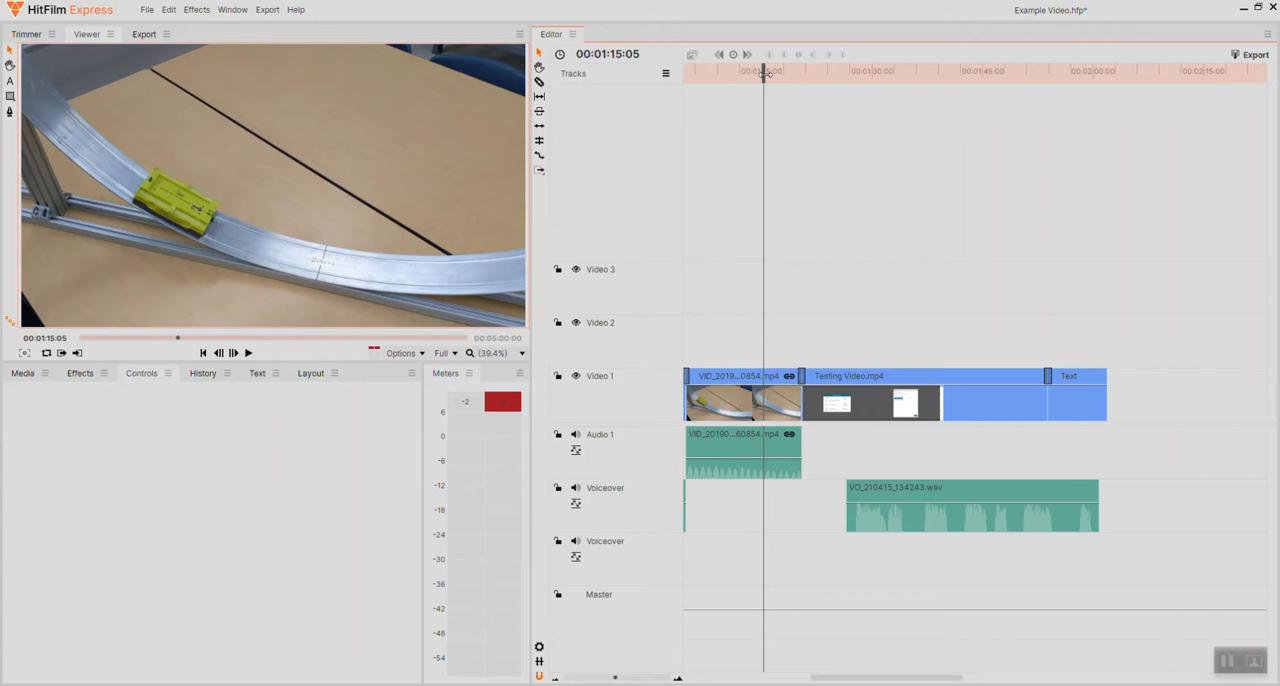 HitFilm Express
File Edit Effects Window Export Help
Example Video.hfp*
Trimmer Viewer Export
Editor
00:01:15:05
Export
Tracks
00:01:30:00 00:01:45:00 00:02:00:00 00:02:15:00
Video 3
Video 2
00:01:15:05 00:05:00:00
Options Full (39.4%)
Media Effects Controls History Text Layout Meters
Video 1 VID_2019...0854.mp4 Testing Video.mp4 Text
-2
6
0
-6
-12
-18
-24
-30
-36
-42
-48
-54
Audio 1 VID_20190...60854.mp4
Voiceover VO_210415_134243.wav
Voiceover
Master